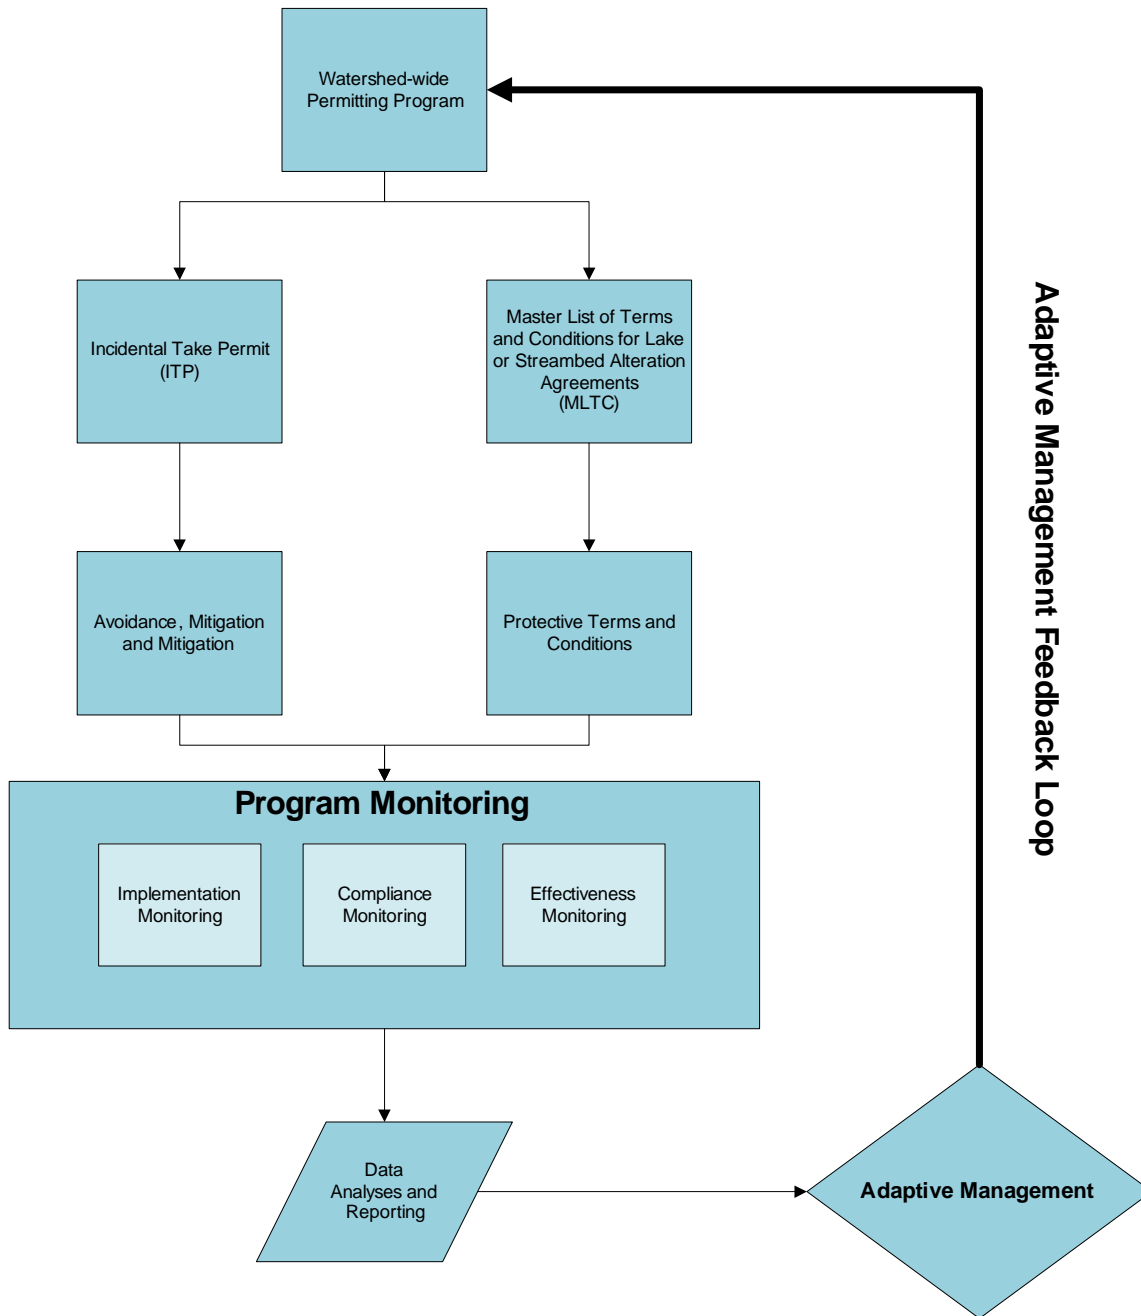 Watershed-wide
Permitting Program
Incidental Take Permit
(ITP)
Master List of Terms
and Conditions for Lake
or Streambed Alteration
Agreements
(MLTC)
Avoidance, Mitigation
and Mitigation
Protective Terms and
Conditions
Program Monitoring
Implementation
Monitoring
Compliance
Monitoring
Effectiveness
Monitoring
Data
Analyses and
Reporting
Adaptive Management
Adaptive Management Feedback Loop